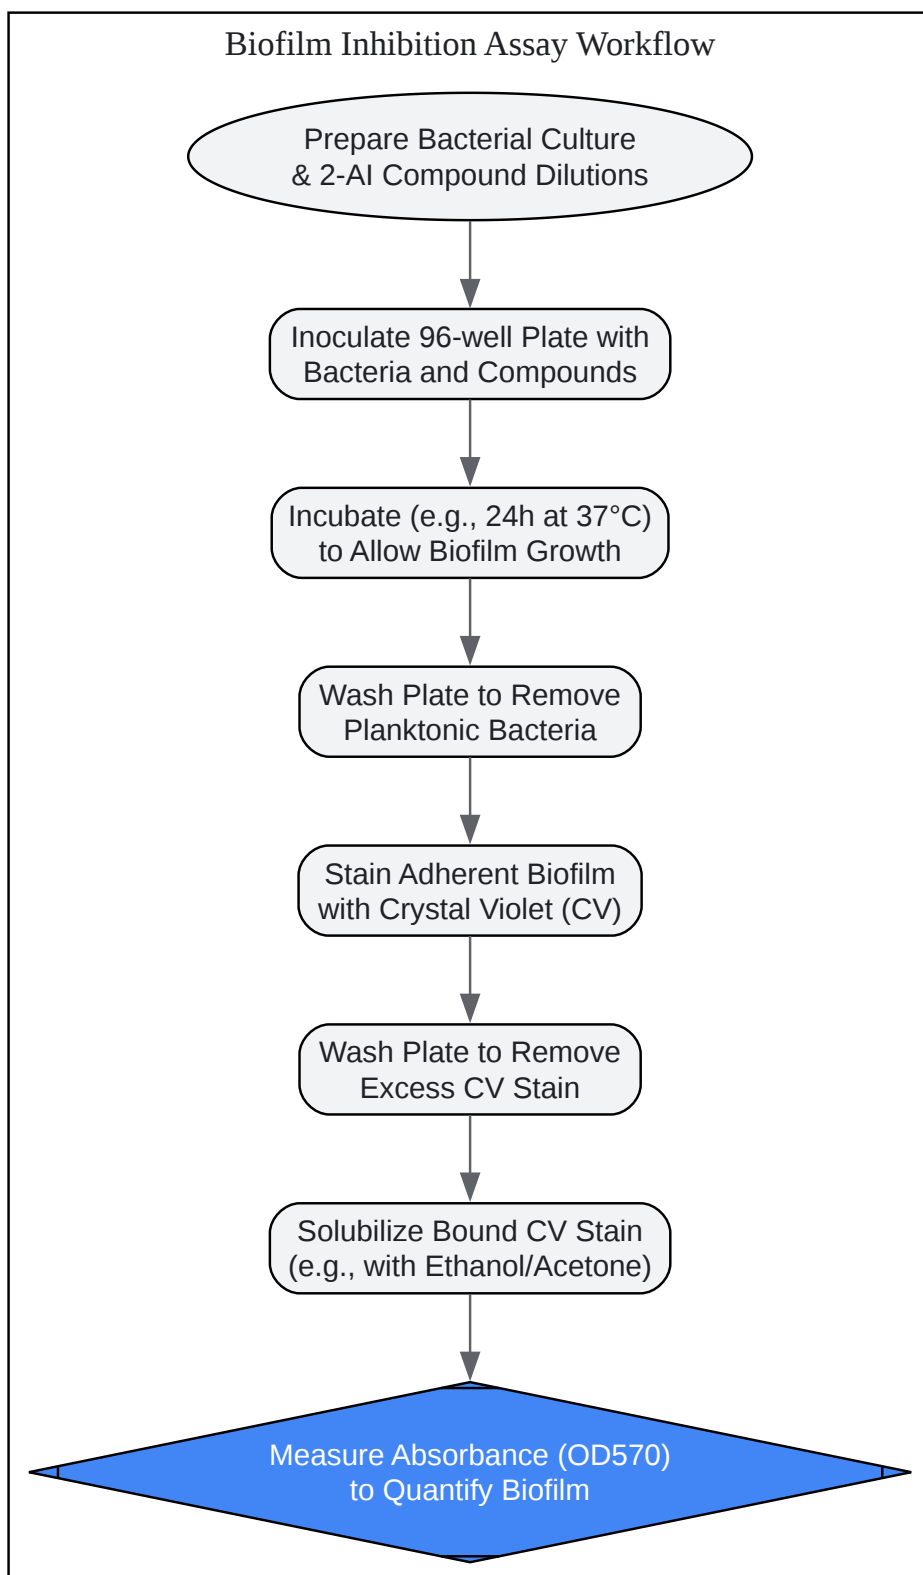 Biofilm Inhibition Assay Workflow
Prepare Bacterial Culture
& 2-AI Compound Dilutions
Inoculate 96-well Plate with
Bacteria and Compounds
Incubate (e.g., 24h at 37°C)
to Allow Biofilm Growth
Wash Plate to Remove
Planktonic Bacteria
Stain Adherent Biofilm
with Crystal Violet (CV)
Wash Plate to Remove
Excess CV Stain
Solubilize Bound CV Stain
(e.g., with Ethanol/Acetone)
Measure Absorbance (OD570)
to Quantify Biofilm